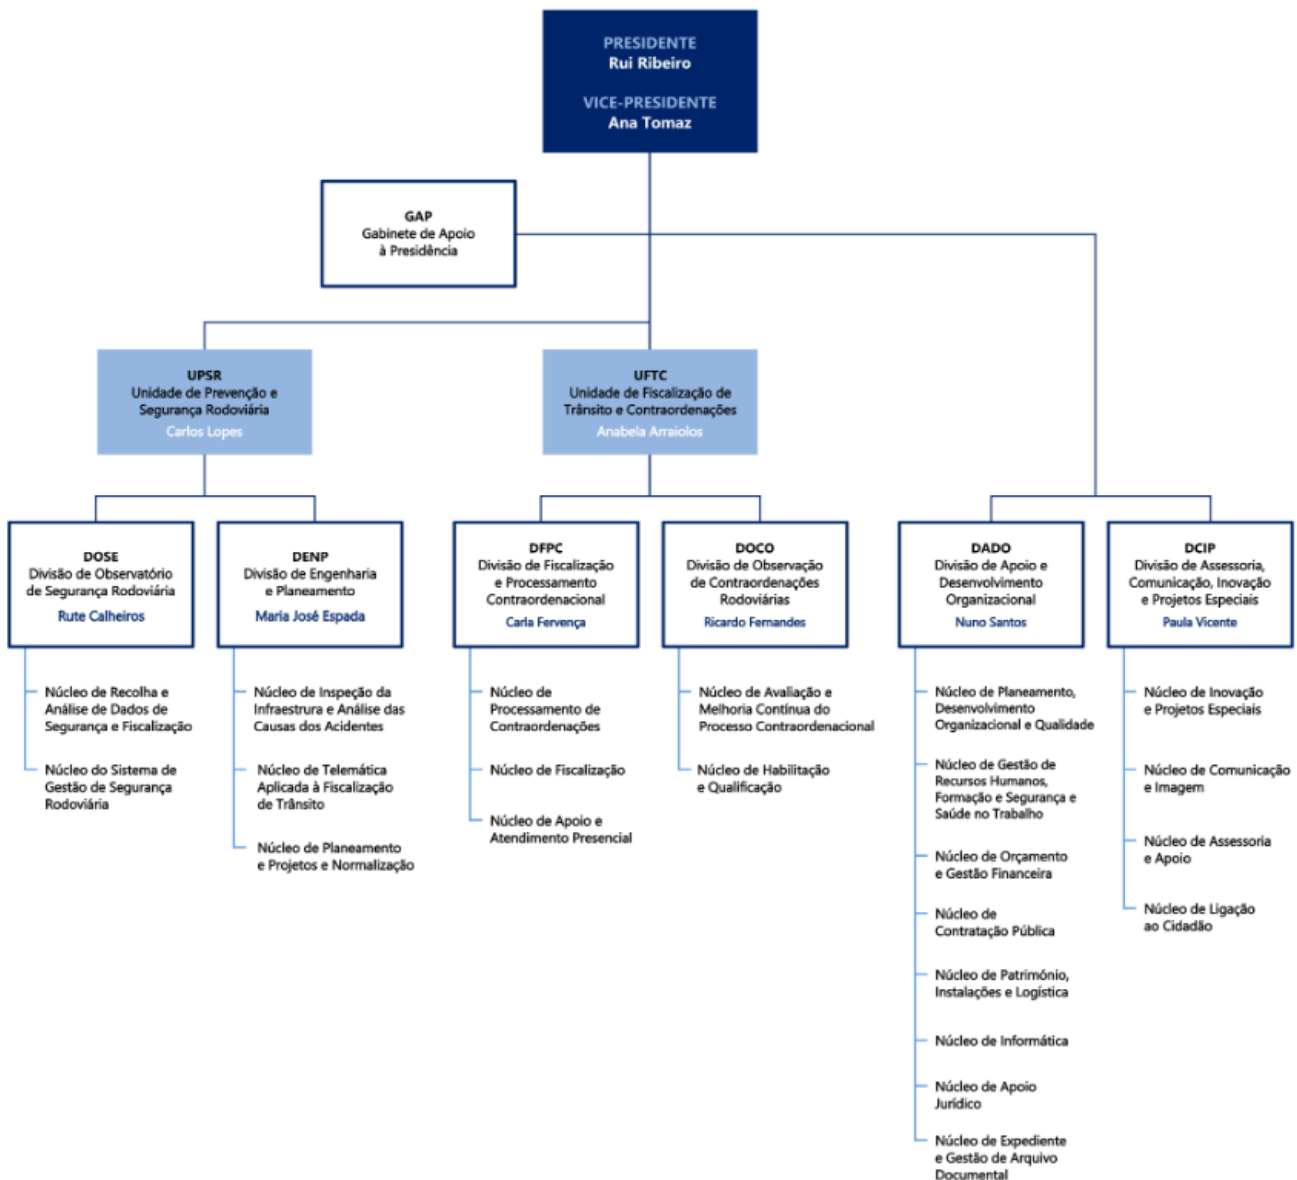 PRESIDENTE
Rui Ribeiro
VICE-PRESIDENTE
Ana Tomaz
GAP
Gabinete de Apoio
à Presidência
UPSR
Unidade de Prevenção e
Segurança Rodoviária
Carlos Lopes
UFTC
Unidade de Fiscalização de
Trânsito e Contraordenações
Anabela Arraiolos
DOSE
Divisão de Observatório
de Segurança Rodoviária
Rute Calheiros
Núcleo de Recolha e
Análise de Dados de
Segurança e Fiscalização
Núcleo do Sistema de
Gestão de Segurança
Rodoviária
DENP
Divisão de Engenharia
e Planeamento
Maria José Espada
Núcleo de Inspeção da
Infraestrura e Análise das
Causas dos Acidentes
Núcleo de Telemática
Aplicada à Fiscalização
de Trânsito
Núcleo de Planeamento
e Projetos e Normalização
DFPC
Divisão de Fiscalização
e Processamento
Contraordenacional
Carla Fervença
Núcleo de
Processamento de
Contraordenações
Núcleo de Fiscalização
Núcleo de Apoio e
Atendimento Presencial
DOCO
Divisão de Observação
de Contraordenações
Rodoviárias
Ricardo Fernandes
Núcleo de Avaliação e
Melhoria Contínua do
Processo Contraordenacional
Núcleo de Habilitação
e Qualificação
DADO
Divisão de Apoio e
Desenvolvimento
Organizacional
Nuno Santos
Núcleo de Planeamento,
Desenvolvimento
Organizacional e Qualidade
Núcleo de Gestão de
Recursos Humanos,
Formação e Segurança e
Saúde no Trabalho
Núcleo de Orçamento
e Gestão Financeira
Núcleo de
Contratação Pública
Núcleo de Património,
Instalações e Logística
Núcleo de Informática
Núcleo de Apoio
Jurídico
Núcleo de Expediente
e Gestão de Arquivo
Documental
DCIP
Divisão de Assessoria,
Comunicação, Inovação
e Projetos Especiais
Paula Vicente
Núcleo de Inovação
e Projetos Especiais
Núcleo de Comunicação
e Imagem
Núcleo de Assessoria
e Apoio
Núcleo de Ligação
ao Cidadão